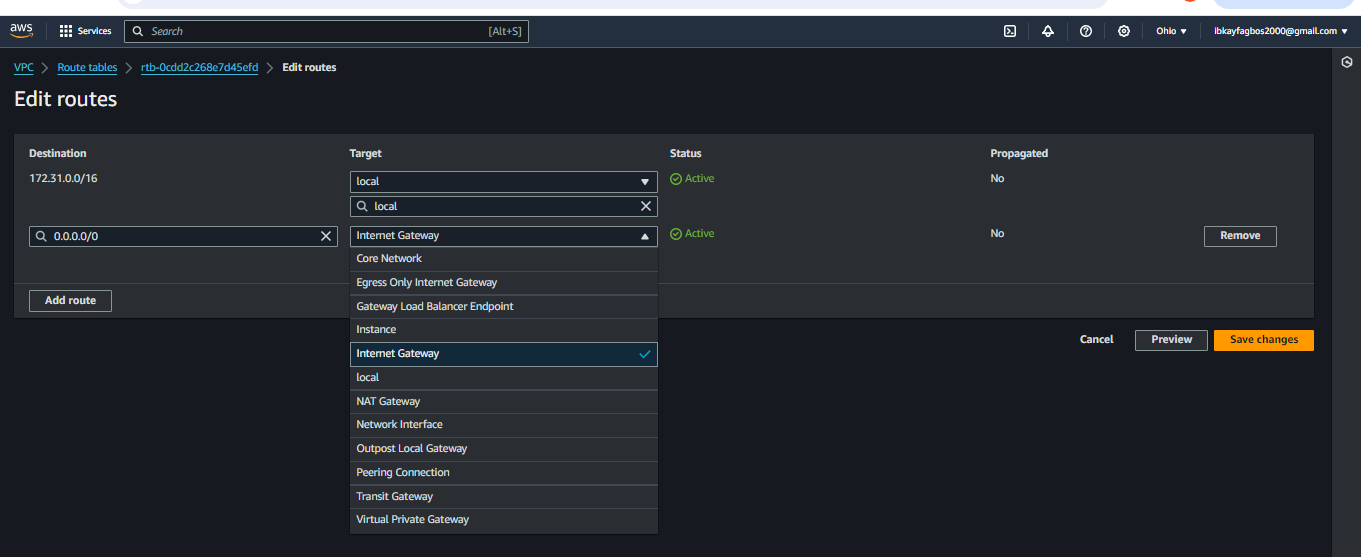 aws Services Search [Alt+S] Ohio ibkayfagbos2000@gmail.com
VPC Route tables rtb-0cdd2c268e7d45efd Edit routes
Edit routes
Destination Target Status Propagated
172.31.0.0/16 local Active No
local
0.0.0.0/0 Internet Gateway Active No Remove
Core Network
Egress Only Internet Gateway
Add route Gateway Load Balancer Endpoint
Instance
Cancel Preview Save changes
Internet Gateway
local
NAT Gateway
Network Interface
Outpost Local Gateway
Peering Connection
Transit Gateway
Virtual Private Gateway